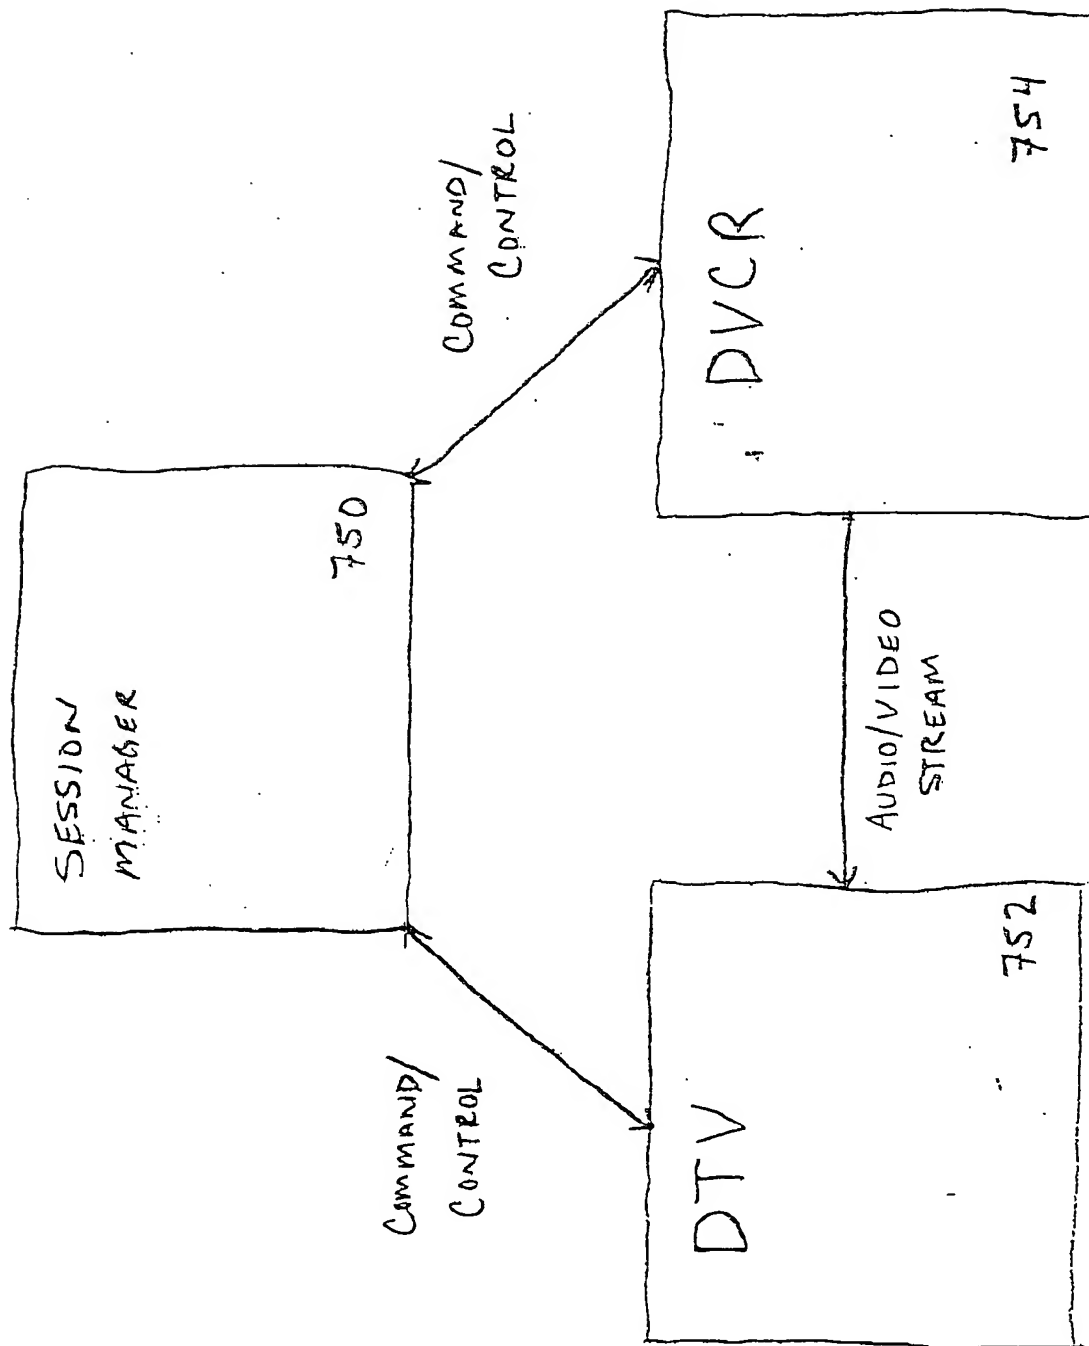 SESSION
MANAGER
750
COMMAND/
CONTROL
COMMAND/
CONTROL
DTV
752
AUDIO/VIDEO
STREAM
DVCR
754